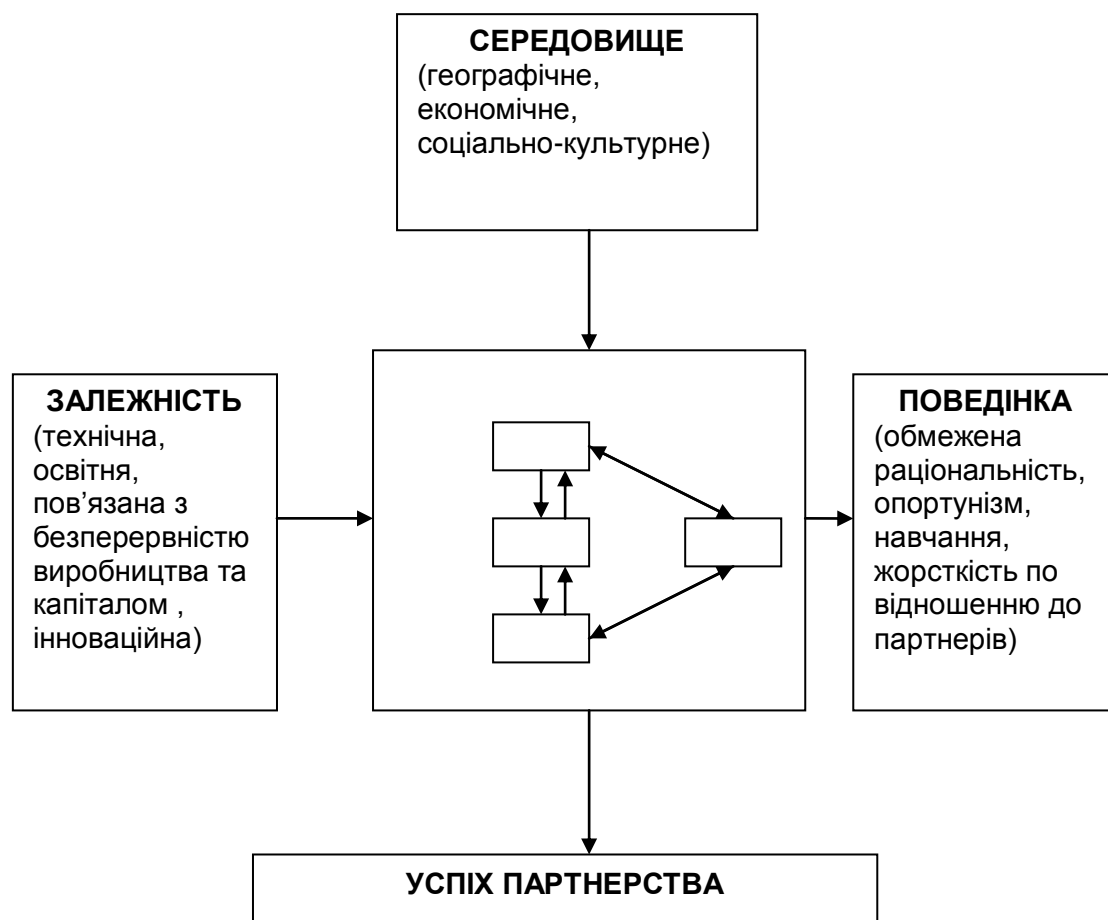 СЕРЕДОВИЩЕ
(географічне,
економічне,
соціально-культурне)
ЗАЛЕЖНІСТЬ
(технічна,
освітня,
пов’язана з
безперервністю
виробництва та
капіталом ,
інноваційна)
ПОВЕДІНКА
(обмежена
раціональність,
опортунізм,
навчання,
жорсткість по
відношенню до
партнерів)
УСПІХ ПАРТНЕРСТВА